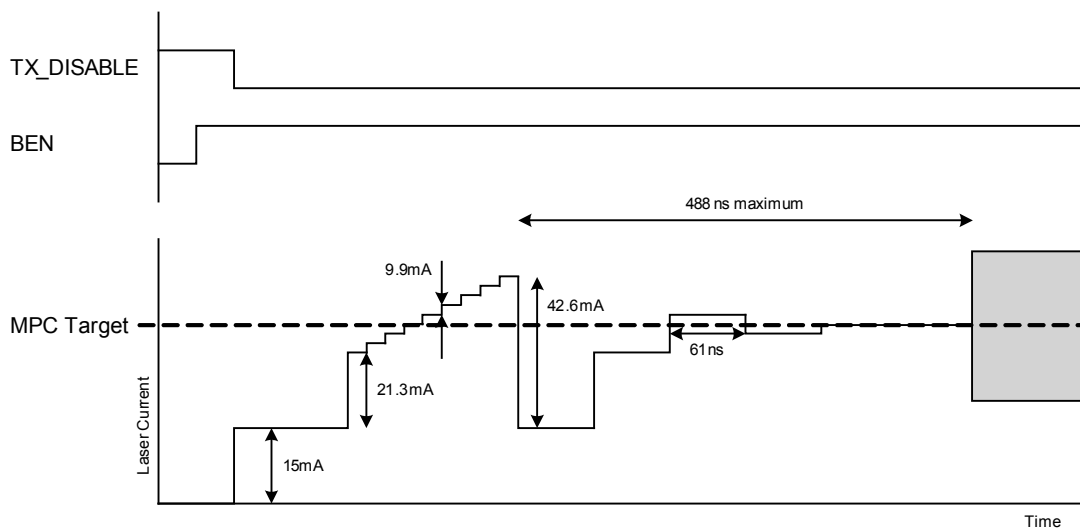 TX_DISABLE
BEN
488 ns maximum
9.9mA
42.6mA
MPC Target
61ns
21.3mA
Laser Current
15mA
Time